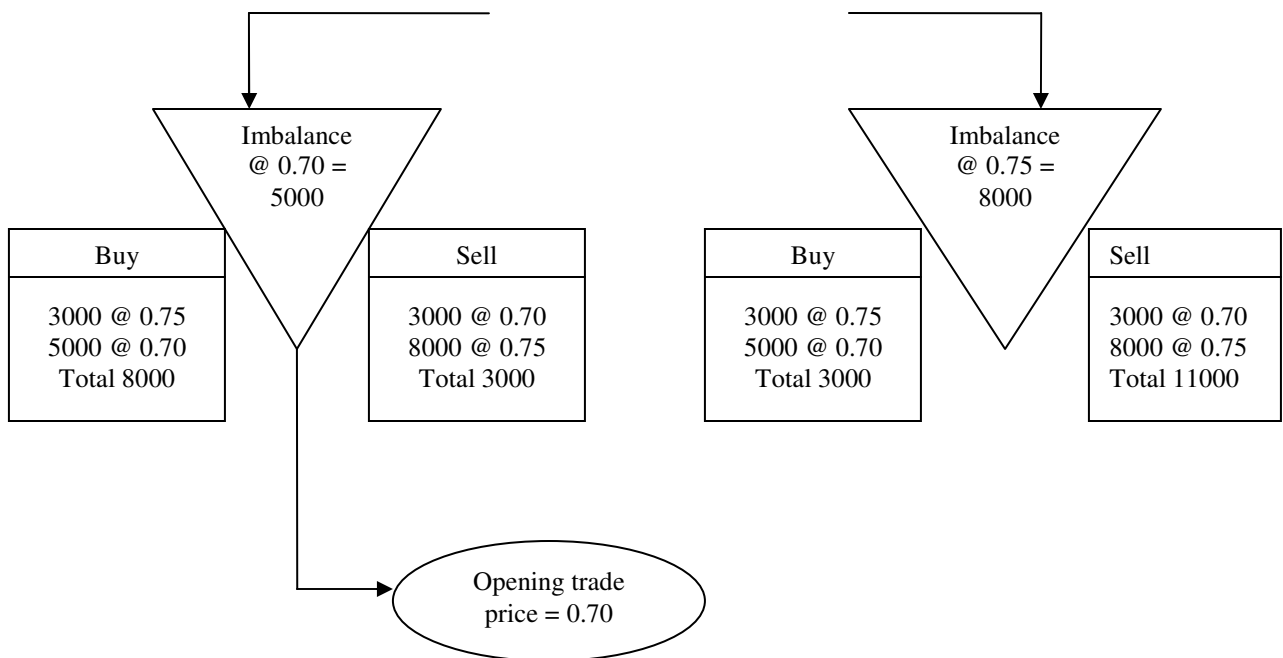 Imbalance
@ 0.70 =
5000
Buy
3000 @ 0.75
5000 @ 0.70
Total 8000
Sell
3000 @ 0.70
8000 @ 0.75
Total 3000
Imbalance
@ 0.75 =
8000
Buy
3000 @ 0.75
5000 @ 0.70
Total 3000
Sell
3000 @ 0.70
8000 @ 0.75
Total 11000
Opening trade
price = 0.70